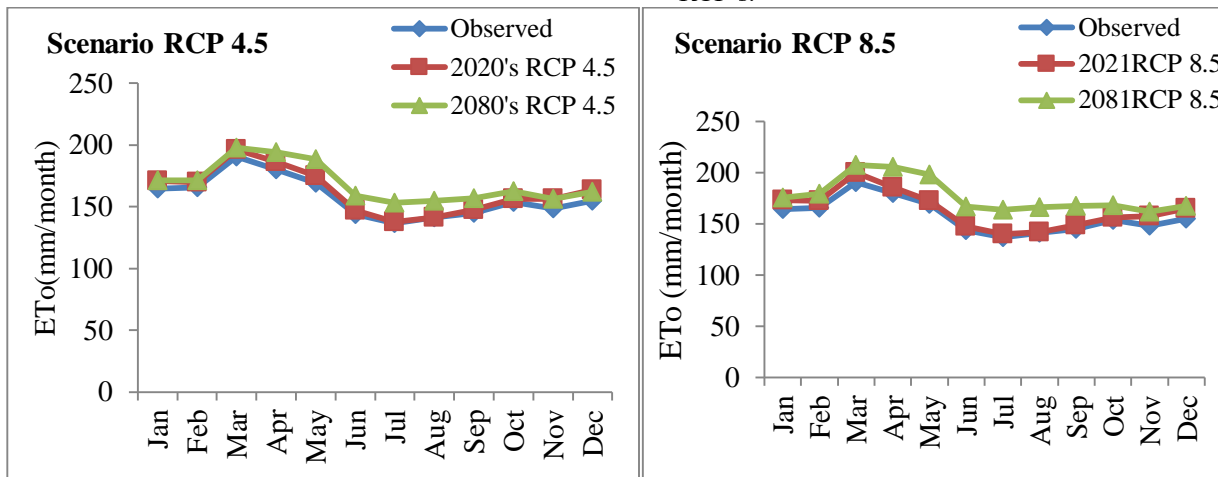 Scenario RCP 4.5
Observed
2020's RCP 4.5
2080's RCP 4.5
ETo(mm/month)
250
200
150
100
50
0
Jan
Feb
Mar
Apr
May
Jun
Jul
Aug
Sep
Oct
Nov
Dec
Scenario RCP 8.5
Observed
2021RCP 8.5
2081RCP 8.5
ETo (mm/month)
250
200
150
100
50
0
Jan
Feb
Mar
Apr
May
Jun
Jul
Aug
Sep
Oct
Nov
Dec